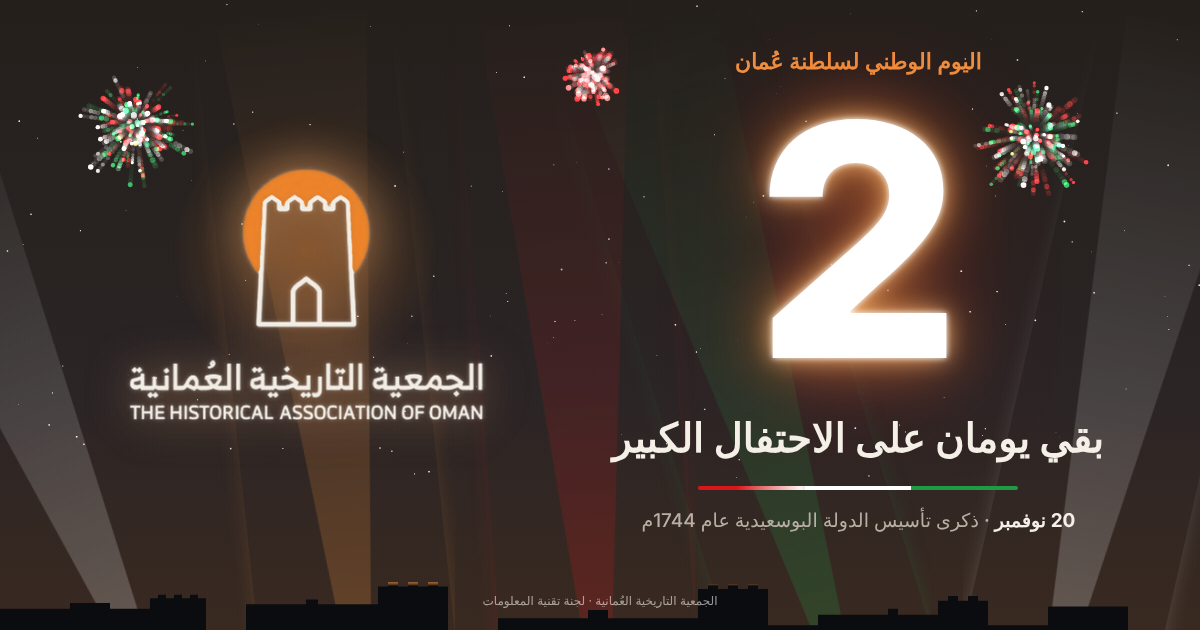 اليوم الوطني لسلطنة عُمان
2
بقي يومان على الاحتفال الكبير
20 نوفمبر · ذكرى تأسيس الدولة البوسعيدية عام 1744م
الجمعية التاريخية العُمانية
THE HISTORICAL ASSOCIATION OF OMAN
الجمعية التاريخية العُمانية · لجنة تقنية المعلومات